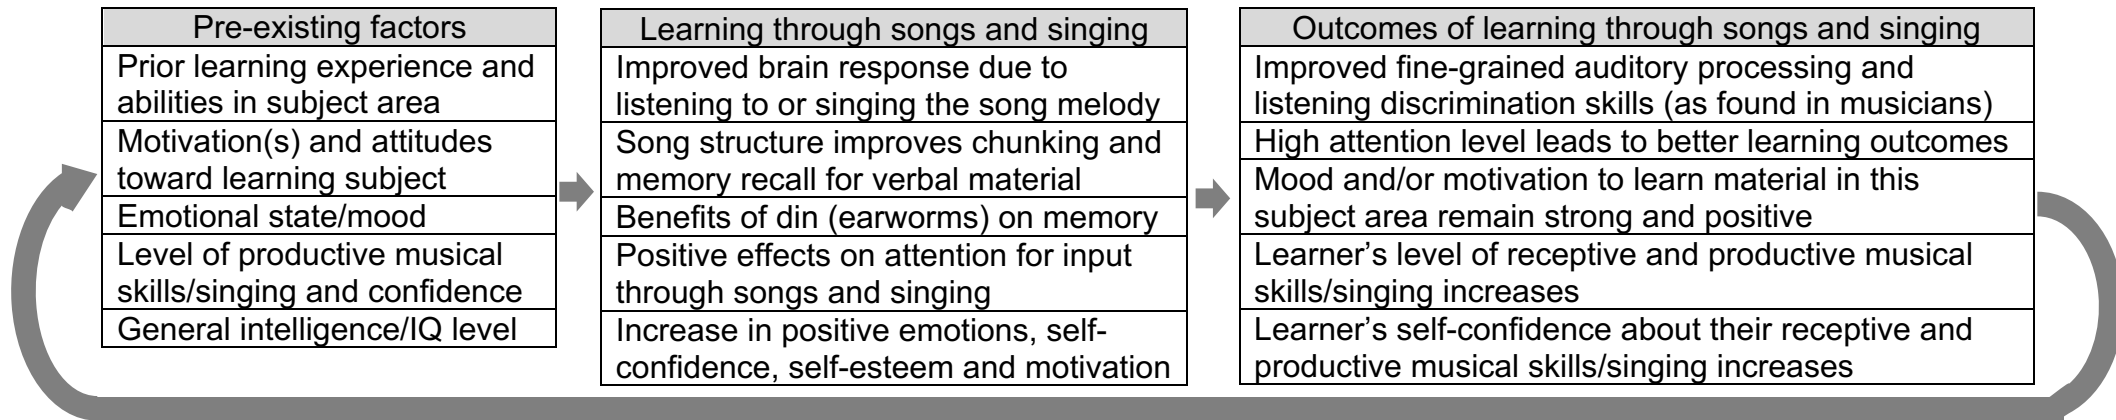 Pre-existing factors
Prior learning experience and
abilities in subject area
Motivation(s) and attitudes
toward learning subject
Emotional state/mood
Level of productive musical
skills/singing and confidence
General intelligence/IQ level
Learning through songs and singing
Improved brain response due to
listening to or singing the song melody
Song structure improves chunking and
memory recall for verbal material
Benefits of din (earworms) on memory
Positive effects on attention for input
through songs and singing
Increase in positive emotions, self-
confidence, self-esteem and motivation
Outcomes of learning through songs and singing
Improved fine-grained auditory processing and
listening discrimination skills (as found in musicians)
High attention level leads to better learning outcomes
Mood and/or motivation to learn material in this
subject area remain strong and positive
Learner’s level of receptive and productive musical
skills/singing increases
Learner’s self-confidence about their receptive and
productive musical skills/singing increases